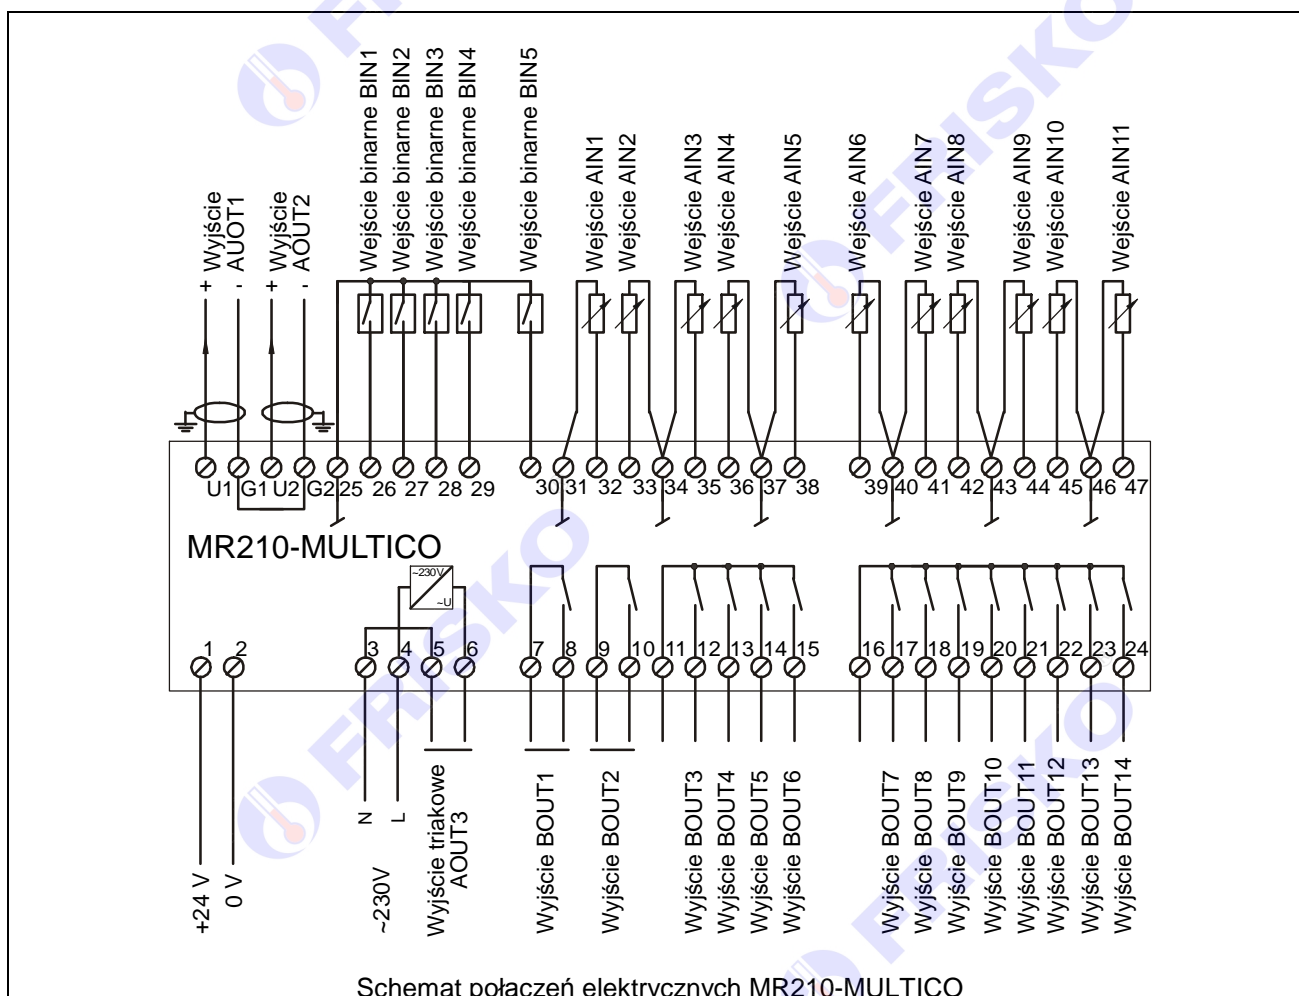 FRISKO
FRISKO
+ Wyjście
- AUOT1
+ Wyjście
- AOUT2
Wejście binarne BIN1
Wejście binarne BIN2
Wejście binarne BIN3
Wejście binarne BIN4
Wejście binarne BIN5
Wejście AIN1
Wejście AIN2
Wejście AIN3
Wejście AIN4
Wejście AIN5
Wejście AIN6
Wejście AIN7
Wejście AIN8
Wejście AIN9
Wejście AIN10
Wejście AIN11
U1 G1 U2 G2 25 26 27 28 29 30 31 32 33 34 35 36 37 38 39 40 41 42 43 44 45 46 47
MR210-MULTICO
~230V
~U
1 2 3 4 5 6 7 8 9 10 11 12 13 14 15 16 17 18 19 20 21 22 23 24
FRISKO
FRISKO
+24 V
0 V
N
L
~230V
Wyjście triakowe
AOUT3
Wyjście BOUT1
Wyjście BOUT2
Wyjście BOUT3
Wyjście BOUT4
Wyjście BOUT5
Wyjście BOUT6
Wyjście BOUT7
Wyjście BOUT8
Wyjście BOUT9
Wyjście BOUT10
Wyjście BOUT11
Wyjście BOUT12
Wyjście BOUT13
Wyjście BOUT14
Schemat połączeń elektrycznych MR210-MULTICO